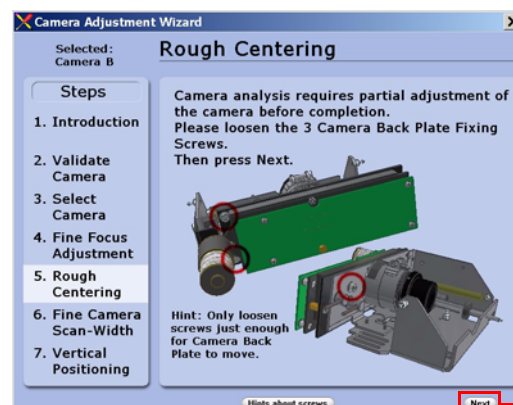 Camera Adjustment Wizard
Selected:
Camera B
Rough Centering
Steps
1. Introduction
2. Validate
Camera
3. Select
Camera
4. Fine Focus
Adjustment
5. Rough
Centering
6. Fine Camera
Scan-Width
7. Vertical
Positioning
Camera analysis requires partial adjustment of
the camera before completion.
Please loosen the 3 Camera Back Plate Fixing
Screws.
Then press Next.
Hint: Only loosen
screws just enough
for Camera Back
Plate to move.
Hints about screws
Next